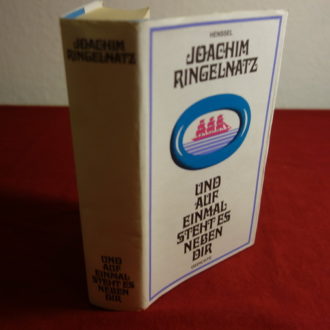 JOACHIM
RINGELNATZ
UND
AUF
EINMAL
STEHT ES
NEBEN
DIR
HENSSEL
JOACHIM
RINGELNATZ
UND
AUF
EINMAL
STEHT ES
NEBEN
DIR